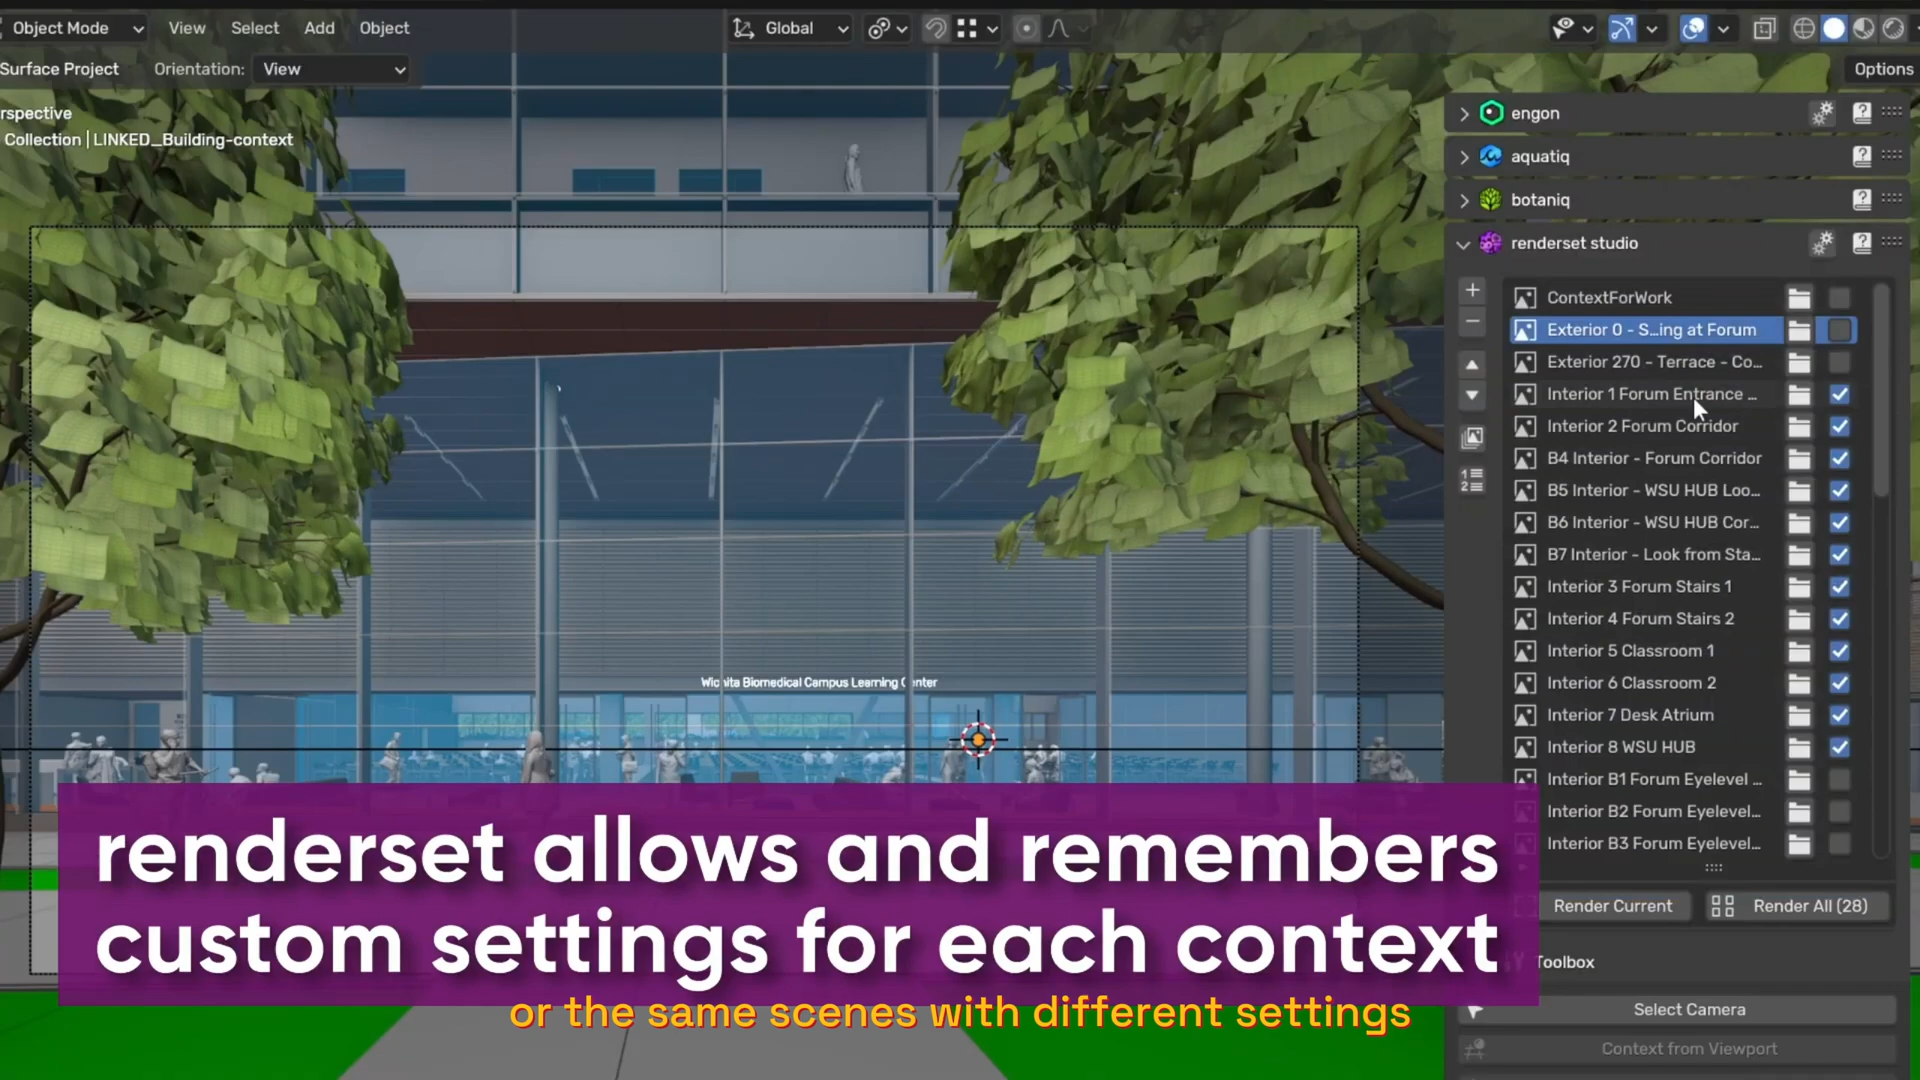 Object Mode View Select Add Object Global
Surface Project Orientation: View Options
rspective
Collection | LINKED_Building-context
engon
aquatiq
botaniq
renderset studio
ContextForWork
Exterior 0 - S...ing at Forum
Exterior 270 - Terrace - Co...
Interior 1 Forum Entrance ...
Interior 2 Forum Corridor
B4 Interior - Forum Corridor
B5 Interior - WSU HUB Loo...
B6 Interior - WSU HUB Cor...
B7 Interior - Look from Sta...
Interior 3 Forum Stairs 1
Interior 4 Forum Stairs 2
Interior 5 Classroom 1
Interior 6 Classroom 2
Interior 7 Desk Atrium
Interior 8 WSU HUB
Interior B1 Forum Eyelevel ...
Interior B2 Forum Eyelevel...
Interior B3 Forum Eyelevel...
Render Current Render All (28)
Toolbox
Select Camera
Context from Viewport
Wichita Biomedical Campus Learning Center
renderset allows and remembers
custom settings for each context
or the same scenes with different settings